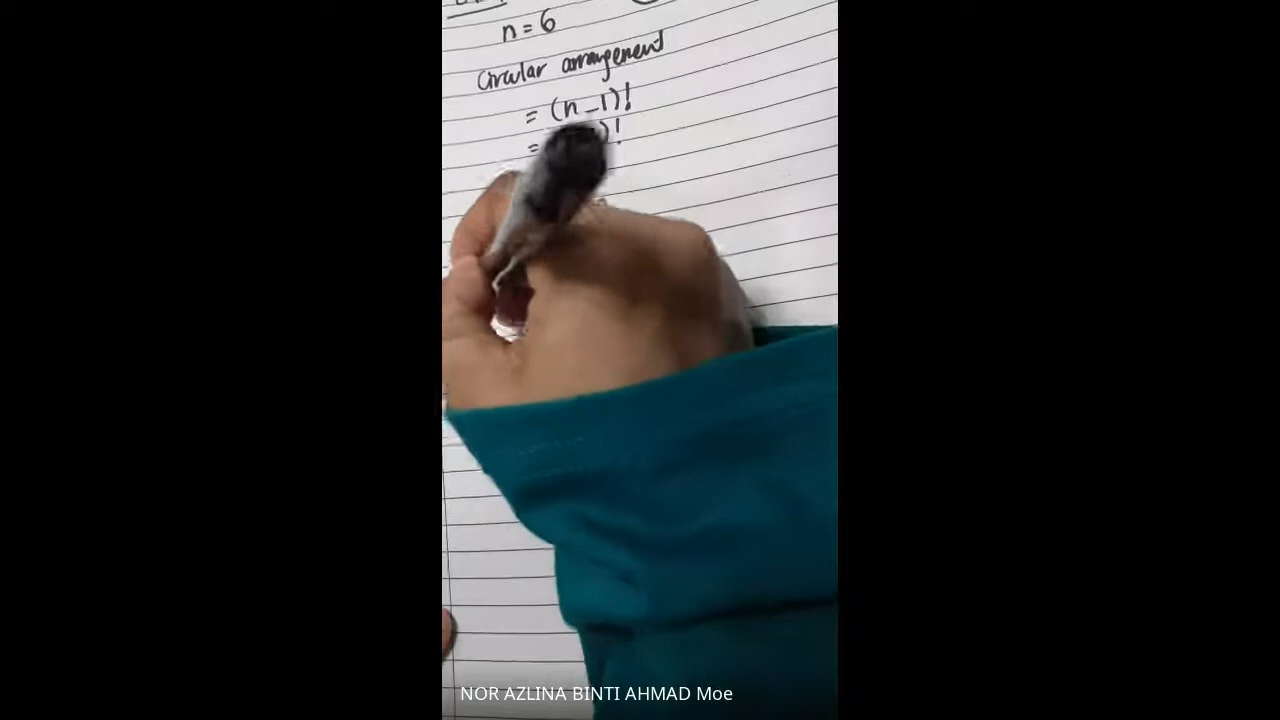 n = 6
Circular arrangement
= (n-1)!
= )!
NOR AZLINA BINTI AHMAD Moe